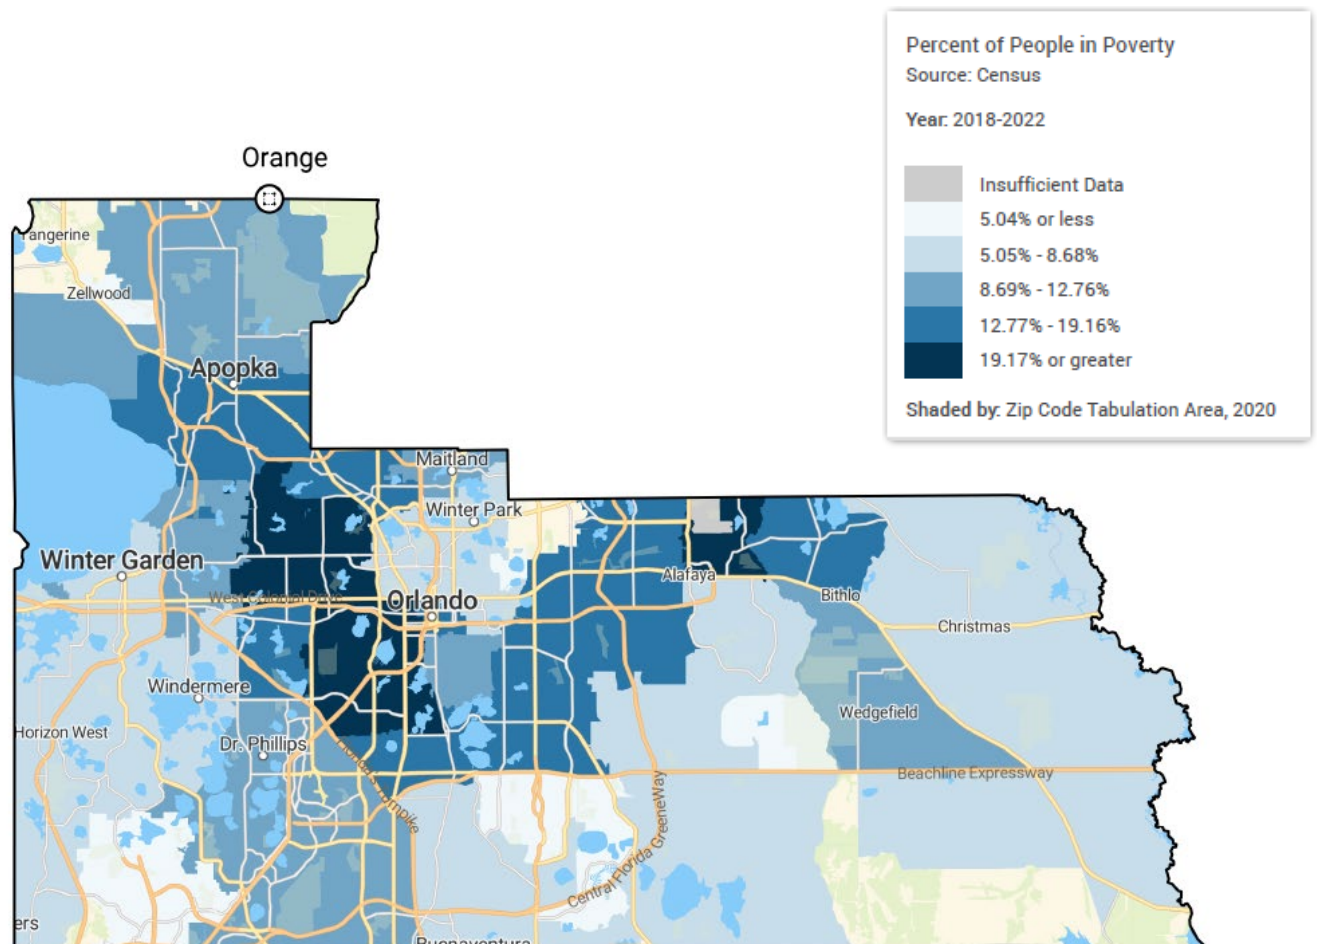 Percent of People in Poverty
Source: Census
Year: 2018-2022
Insufficient Data
5.04% or less
5.05% - 8.68%
8.69% - 12.76%
12.77% - 19.16%
19.17% or greater
Shaded by: Zip Code Tabulation Area, 2020
Orange
Tangerine
Zellwood
Apopka
Maitland
Winter Park
Winter Garden
Alafaya
West Colonial Drive
Orlando
Bithlo
Christmas
Windermere
Wedgefield
Horizon West
Dr. Phillips
Beachline Expressway
Florida's Turnpike
Central Florida GreeneWay
ers
Buenaventura